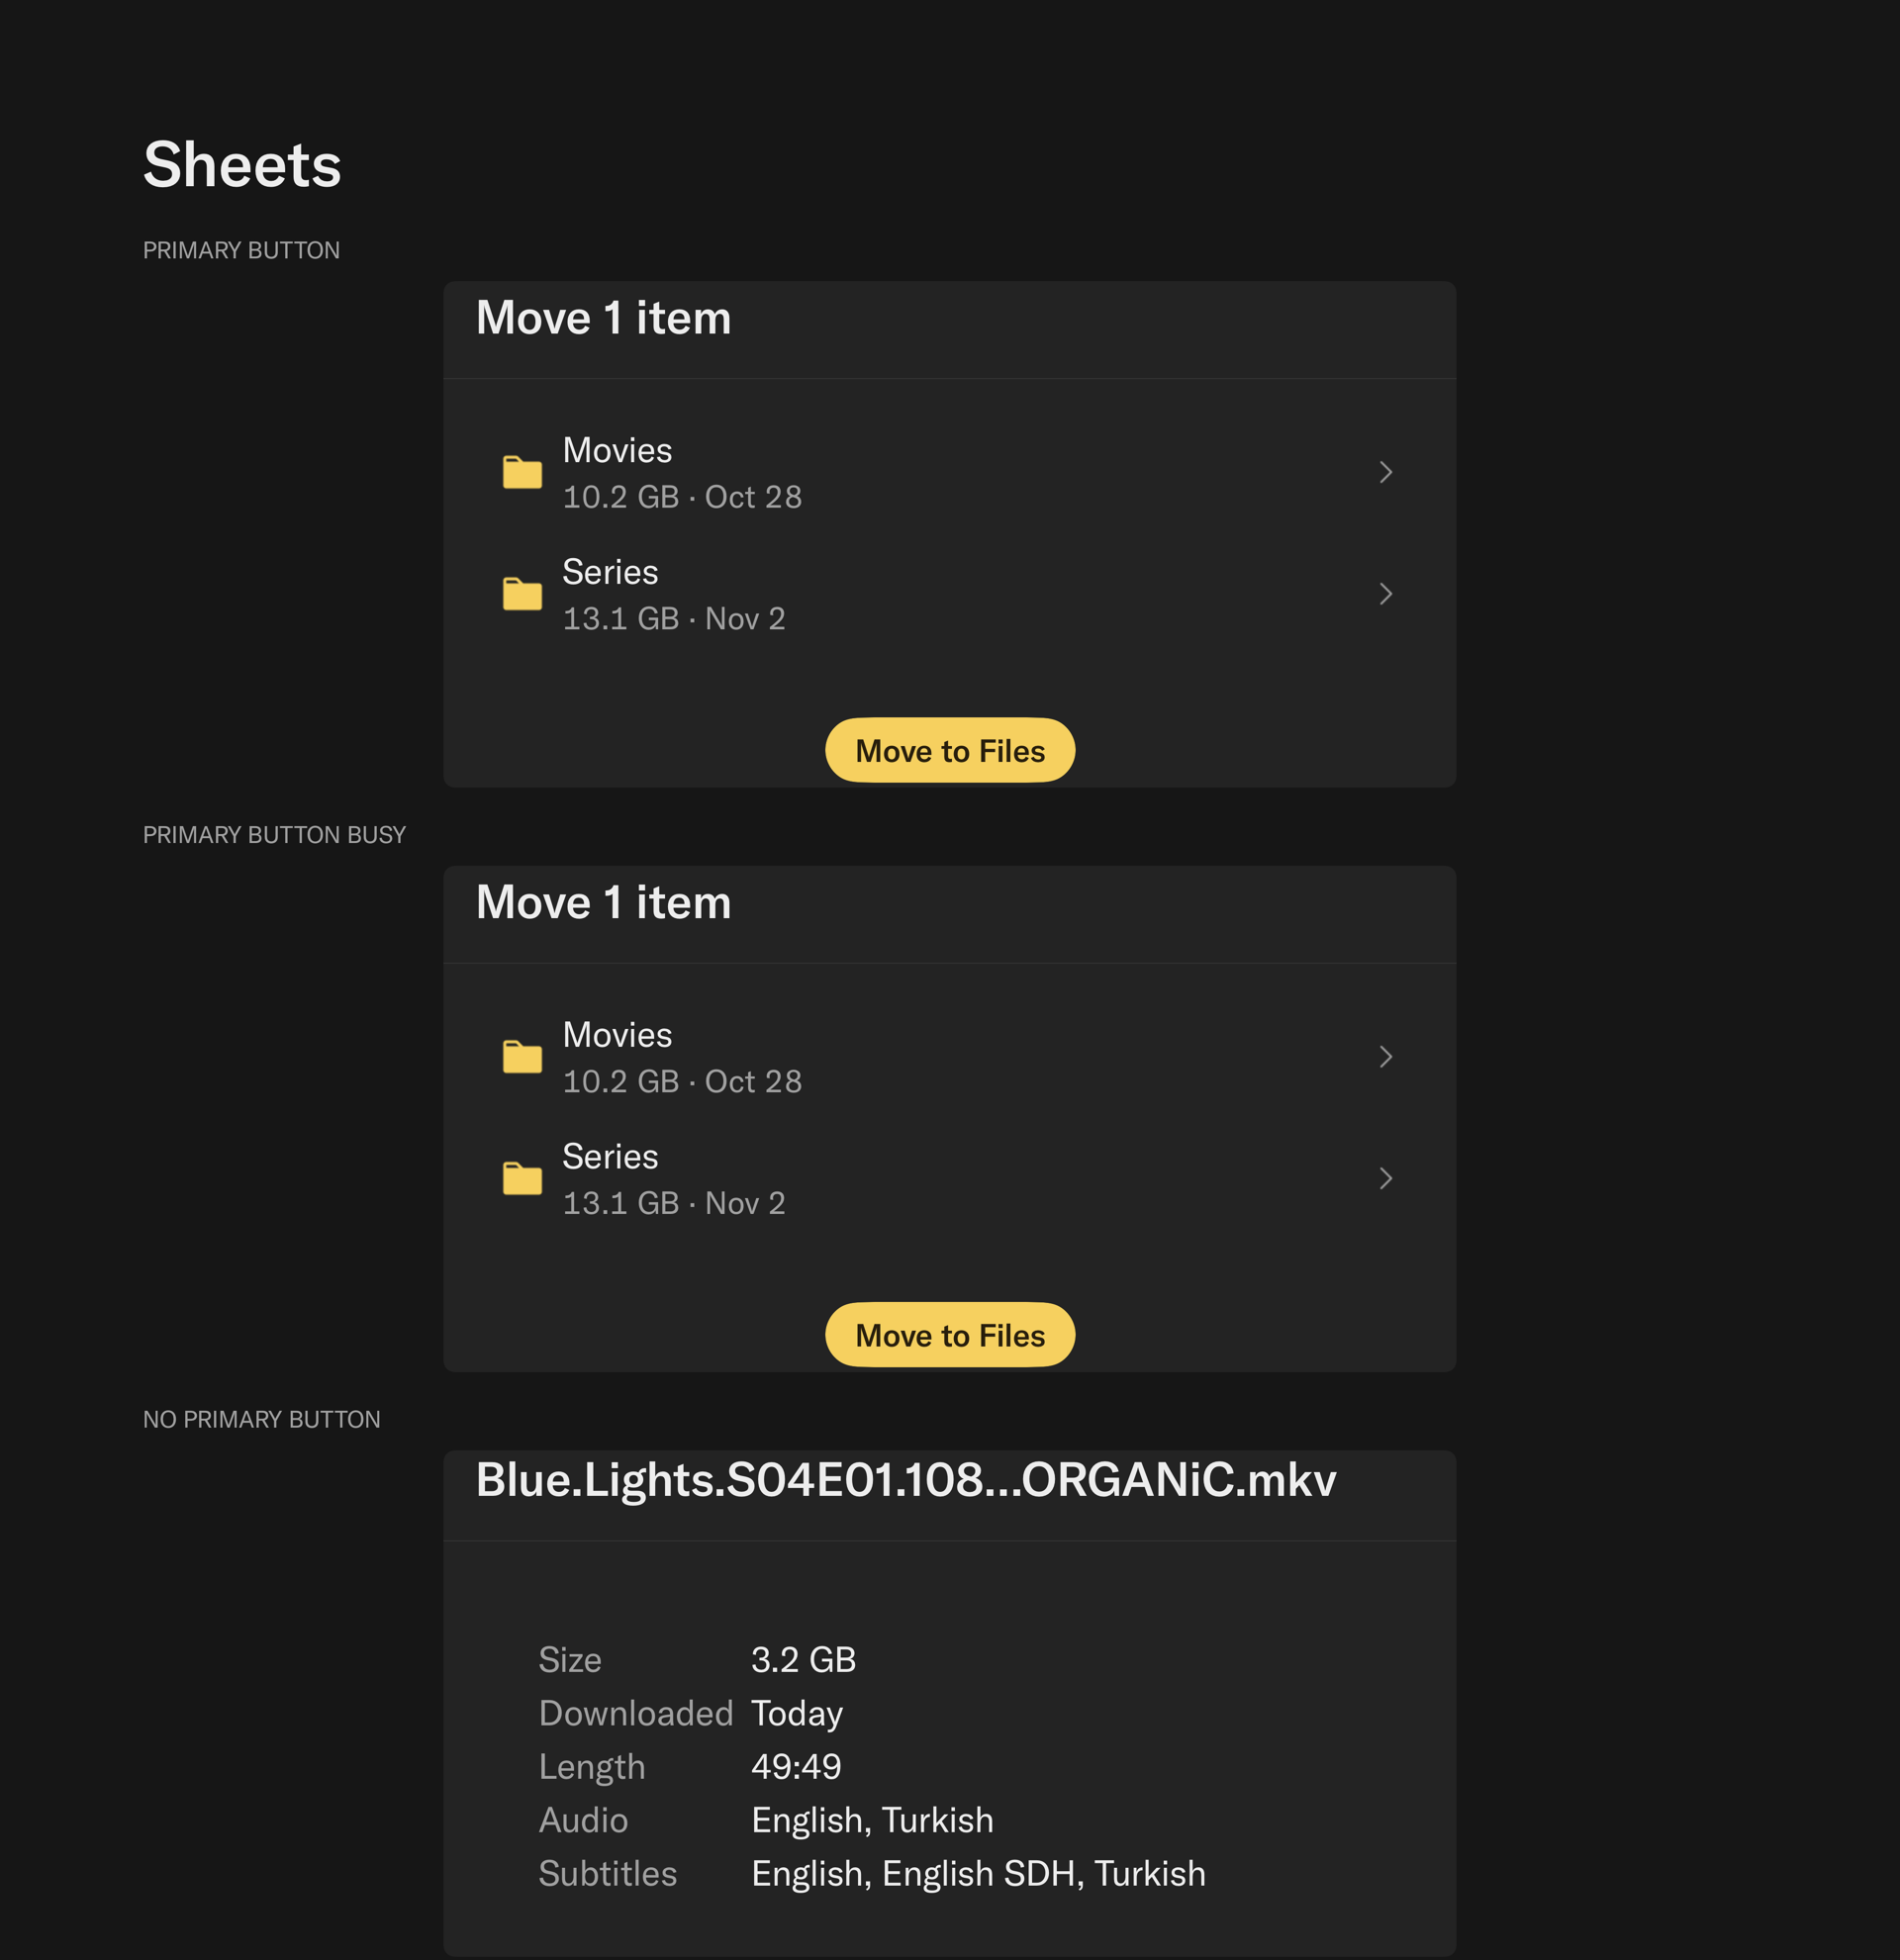 Sheets
PRIMARY BUTTON
Move 1 item
Movies
10.2 GB · Oct 28
Series
13.1 GB · Nov 2
Move to Files
PRIMARY BUTTON BUSY
Move 1 item
Movies
10.2 GB · Oct 28
Series
13.1 GB · Nov 2
Move to Files
NO PRIMARY BUTTON
Blue.Lights.S04E01.108...ORGANiC.mkv
Size 3.2 GB
Downloaded Today
Length 49:49
Audio English, Turkish
Subtitles English, English SDH, Turkish